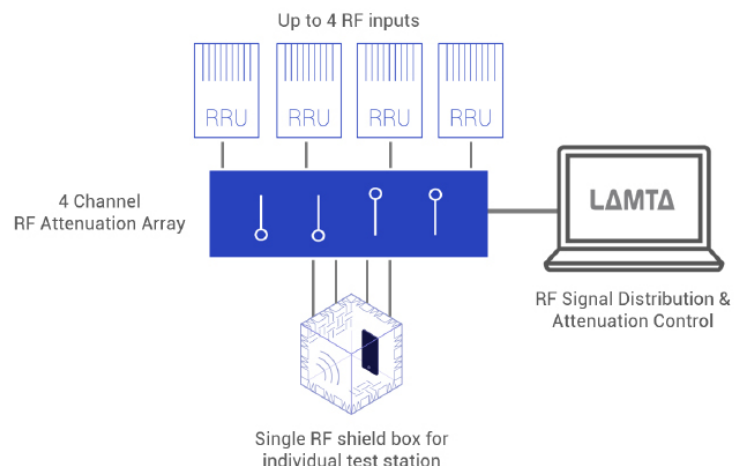 Up to 4 RF inputs
RRU
RRU
RRU
RRU
4 Channel
RF Attenuation Array
LAMTA
RF Signal Distribution &
Attenuation Control
Single RF shield box for
individual test station